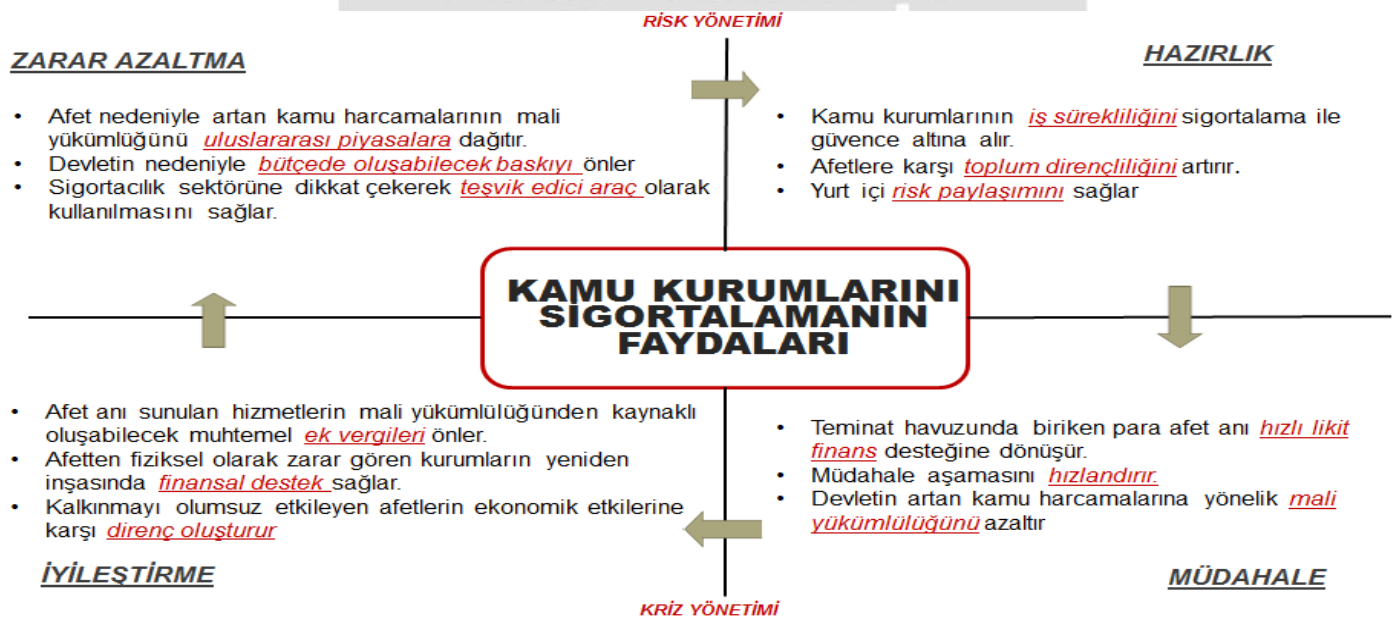 RİSK YÖNETİMİ
ZARAR AZALTMA
• Afet nedeniyle artan kamu harcamalarının mali
yükümlüğünü uluslararası piyasalara dağıtır.
• Devletin nedeniyle bütçede oluşabilecek baskıyı önler
• Sigortacılık sektörüne dikkat çekerek teşvik edici araç olarak
kullanılmasını sağlar.
HAZIRLIK
• Kamu kurumlarının iş sürekliliğini sigortalama ile
güvence altına alır.
• Afetlere karşı toplum dirençliliğini artırır.
• Yurt içi risk paylaşımını sağlar
KAMU KURUMLARINI
SİGORTALAMANIN
FAYDALARI
• Afet anı sunulan hizmetlerin mali yükümlülüğünden kaynaklı
oluşabilecek muhtemel ek vergileri önler.
• Afetten fiziksel olarak zarar gören kurumların yeniden
inşasında finansal destek sağlar.
• Kalkınmayı olumsuz etkileyen afetlerin ekonomik etkilerine
karşı direnç oluşturur
İYİLEŞTİRME
• Teminat havuzunda biriken para afet anı hızlı likit
finans desteğine dönüşür.
• Müdahale aşamasını hızlandırır.
• Devletin artan kamu harcamalarına yönelik mali
yükümlülüğünü azaltır
MÜDAHALE
KRİZ YÖNETİMİ